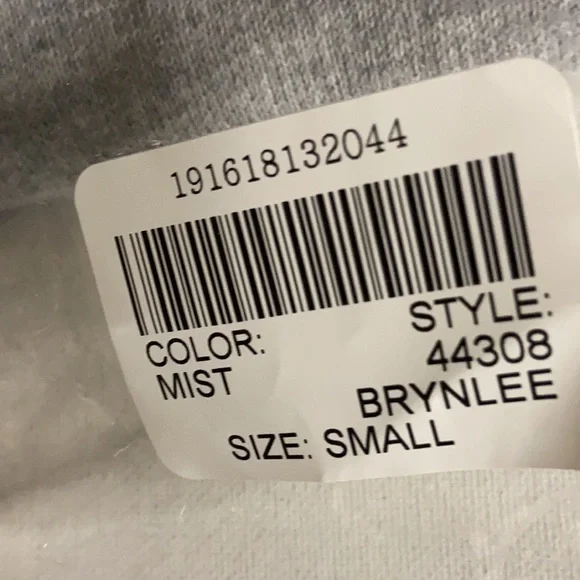 191618132044
COLOR: STYLE:
MIST 44308
BRYNLEE
SIZE: SMALL